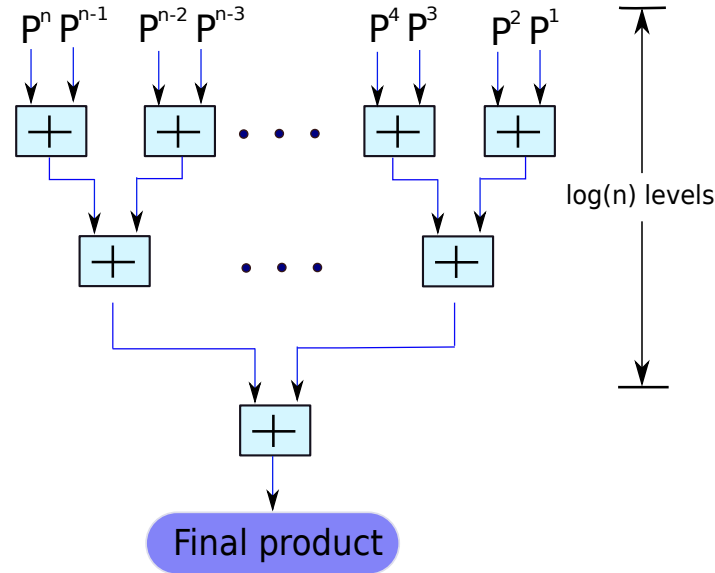 Pⁿ Pⁿ⁻¹ Pⁿ⁻² Pⁿ⁻³ P⁴ P³ P² P¹
log(n) levels
Final product